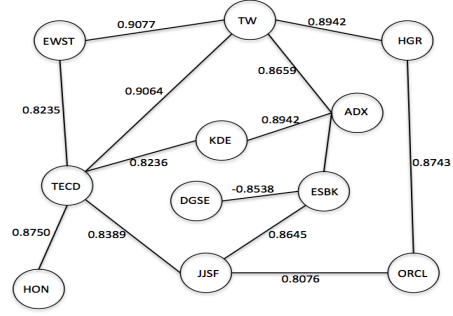 TW
0.9077
0.8942
EWST
HGR
0.9064
0.8659
0.8235
ADX
0.8942
KDE
0.8236
0.8743
TECD
DGSE
-0.8538
ESBK
0.8750
0.8389
0.8645
JJSF
0.8076
ORCL
HON